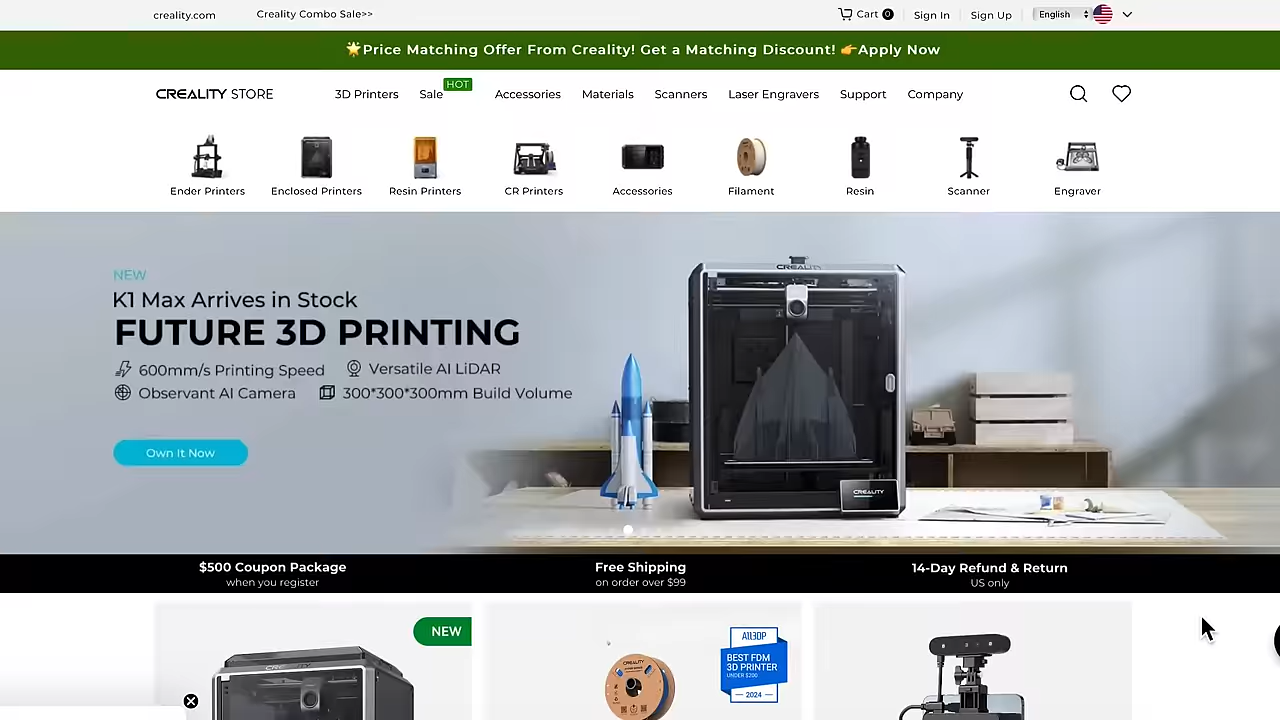 creality.com
Creality Combo Sale>>
Cart 0
Sign In
Sign Up
English
🌟Price Matching Offer From Creality! Get a Matching Discount! 👉Apply Now
CREALITY STORE
3D Printers
Sale
HOT
Accessories
Materials
Scanners
Laser Engravers
Support
Company
Ender Printers
Enclosed Printers
Resin Printers
CR Printers
Accessories
Filament
Resin
Scanner
Engraver
NEW
K1 Max Arrives in Stock
FUTURE 3D PRINTING
600mm/s Printing Speed
Versatile AI LiDAR
Observant AI Camera
300*300*300mm Build Volume
Own It Now
CREALITY
CREALITY
$500 Coupon Package
when you register
Free Shipping
on order over $99
14-Day Refund & Return
US only
NEW
CREALITY
CREALITY
All3DP
BEST FDM
3D PRINTER
UNDER $200
2024